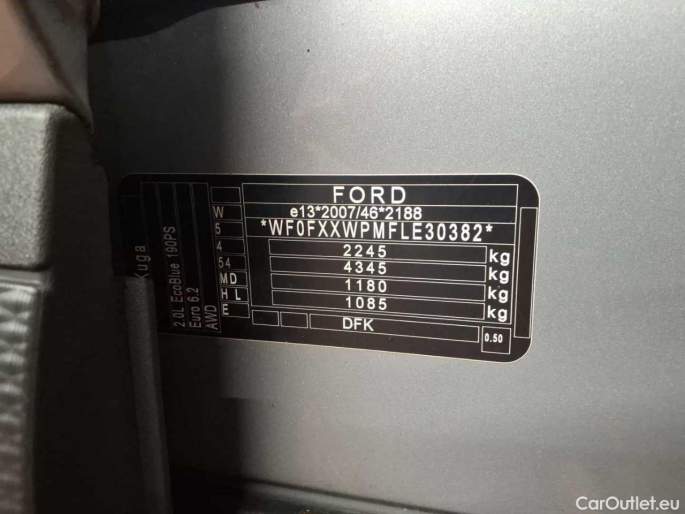 FORD
e13*2007/46*2188
*WF0FXXWPMFLE30382*
2245 kg
4345 kg
1180 kg
1085 kg
DFK
0.50
W
5
4
54
MD
H L
E
Kuga
2.0L EcoBlue 190PS
Euro 6.2
AWD
CarOutlet.eu